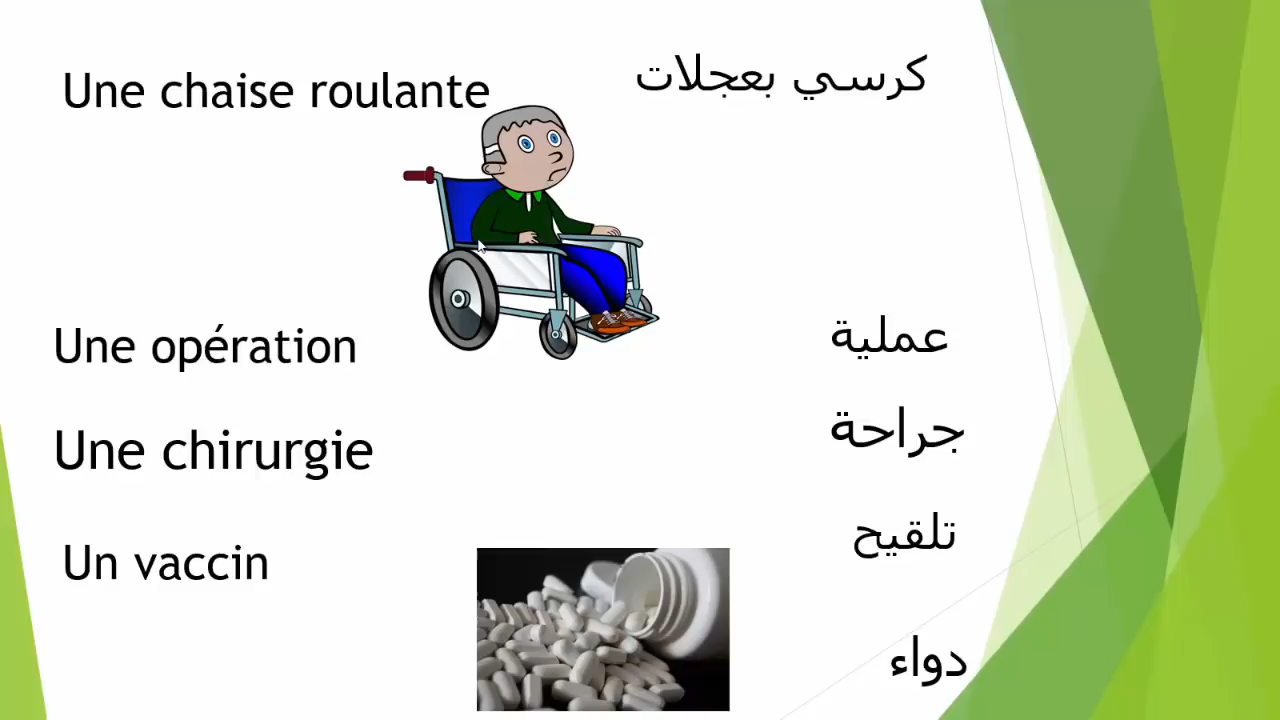 Une chaise roulante
كرسي بعجلات
Une opération
عملية
Une chirurgie
جراحة
Un vaccin
تلقيح
دواء